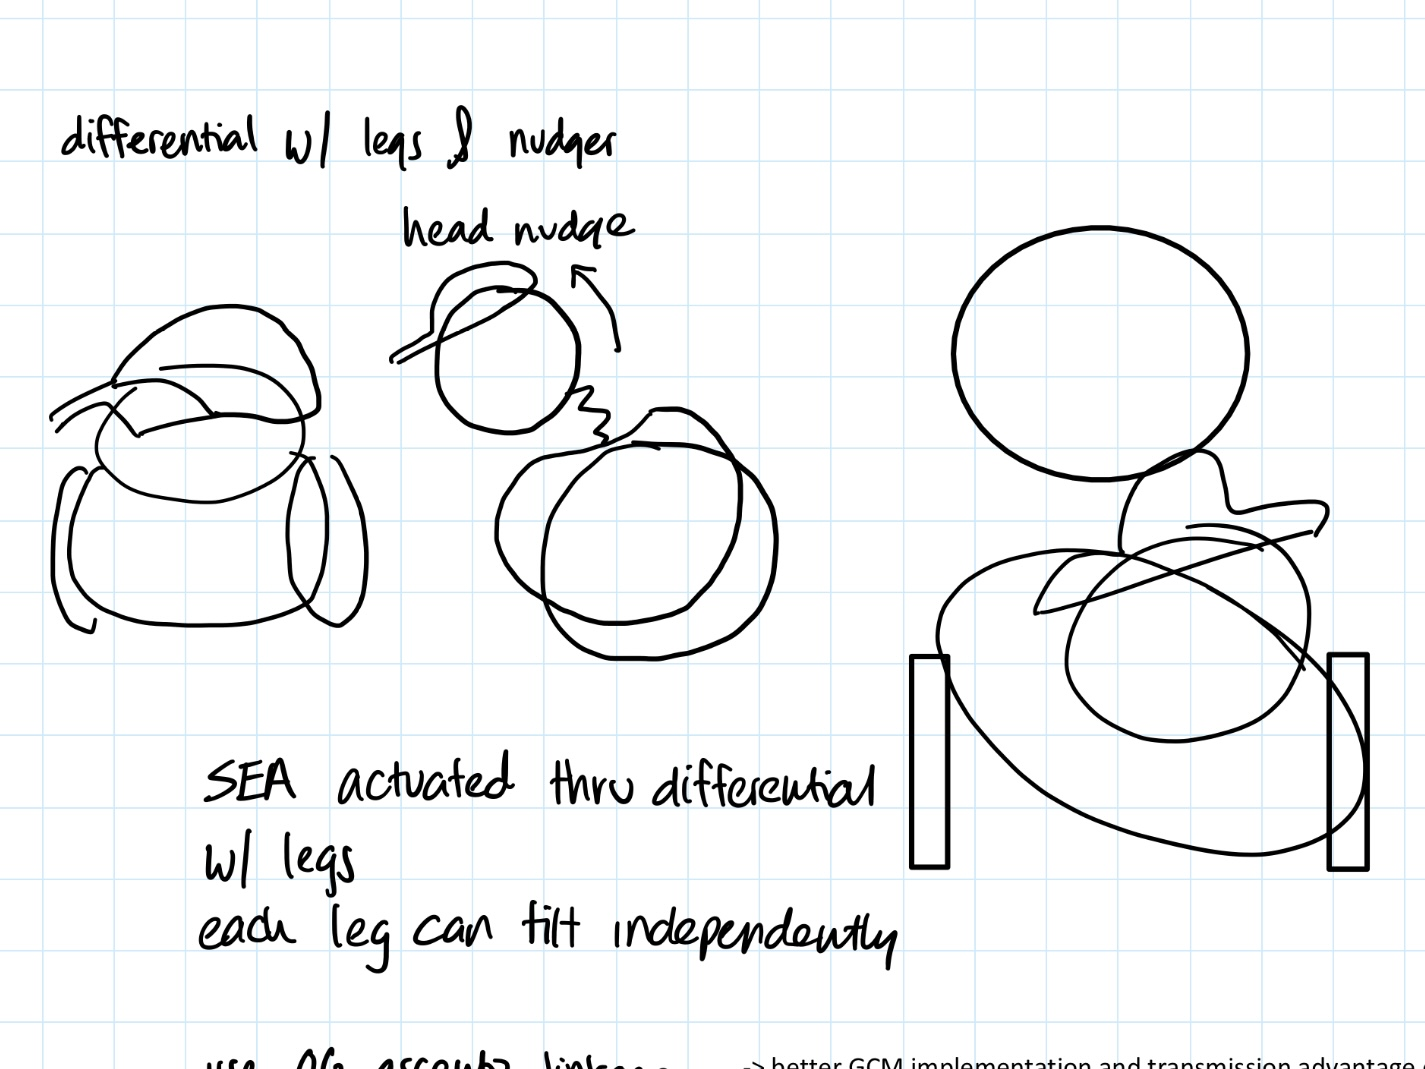 differential w/ legs & nudger
head nudge
SEA actuated thru differential
w/ legs
each leg can tilt independently
use
-> better GCM implementation and transmission advantage